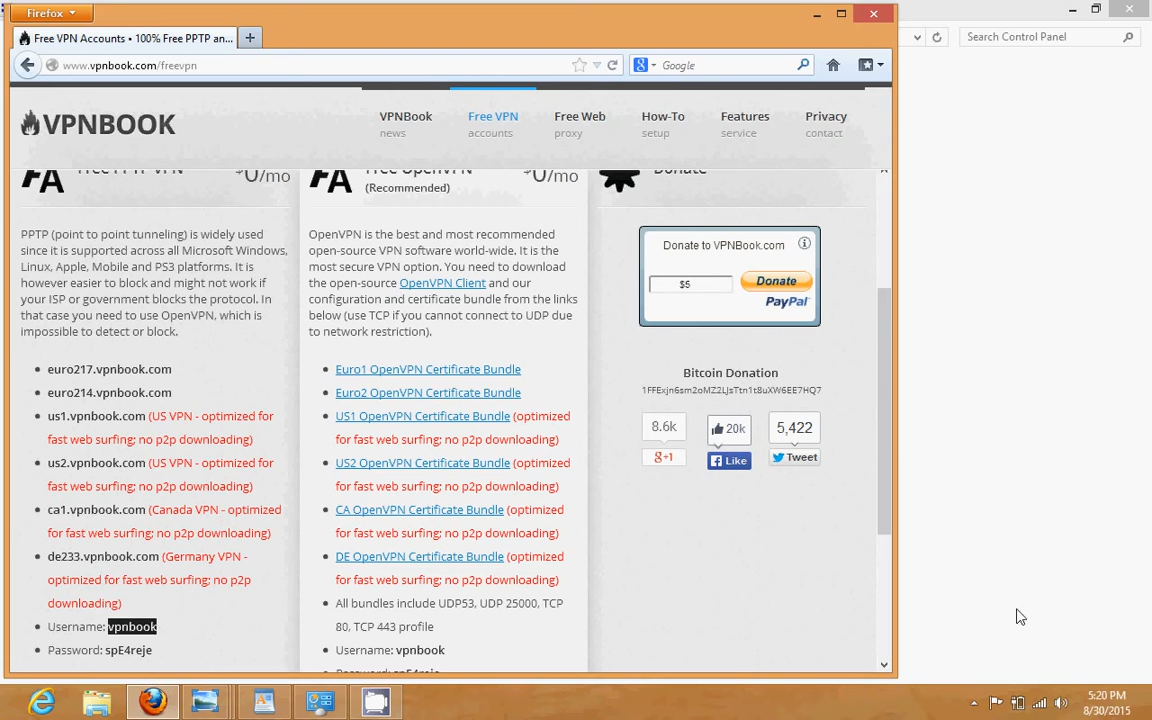 Firefox
Free VPN Accounts • 100% Free PPTP an...
www.vpnbook.com/freevpn
Google
Search Control Panel
VPNBOOK
VPNBook
news
Free VPN
accounts
Free Web
proxy
How-To
setup
Features
service
Privacy
contact
Free PPTP VPN
$0/mo
Free OpenVPN
(Recommended)
$0/mo
Donate
PPTP (point to point tunneling) is widely used
since it is supported across all Microsoft Windows,
Linux, Apple, Mobile and PS3 platforms. It is
however easier to block and might not work if
your ISP or government blocks the protocol. In
that case you need to use OpenVPN, which is
impossible to detect or block.
euro217.vpnbook.com
euro214.vpnbook.com
us1.vpnbook.com (US VPN - optimized for
fast web surfing; no p2p downloading)
us2.vpnbook.com (US VPN - optimized for
fast web surfing; no p2p downloading)
ca1.vpnbook.com (Canada VPN - optimized
for fast web surfing; no p2p downloading)
de233.vpnbook.com (Germany VPN -
optimized for fast web surfing; no p2p
downloading)
Username: vpnbook
Password: spE4reje
OpenVPN is the best and most recommended
open-source VPN software world-wide. It is the
most secure VPN option. You need to download
the open-source OpenVPN Client and our
configuration and certificate bundle from the links
below (use TCP if you cannot connect to UDP due
to network restriction).
Euro1 OpenVPN Certificate Bundle
Euro2 OpenVPN Certificate Bundle
US1 OpenVPN Certificate Bundle (optimized
for fast web surfing; no p2p downloading)
US2 OpenVPN Certificate Bundle (optimized
for fast web surfing; no p2p downloading)
CA OpenVPN Certificate Bundle (optimized
for fast web surfing; no p2p downloading)
DE OpenVPN Certificate Bundle (optimized
for fast web surfing; no p2p downloading)
All bundles include UDP53, UDP 25000, TCP
80, TCP 443 profile
Username: vpnbook
Password: spE4reje
Donate to VPNBook.com
$5
Donate
PayPal
Bitcoin Donation
8.6k
20k
5,422
g+1
Like
Tweet
5:20 PM
8/30/2015